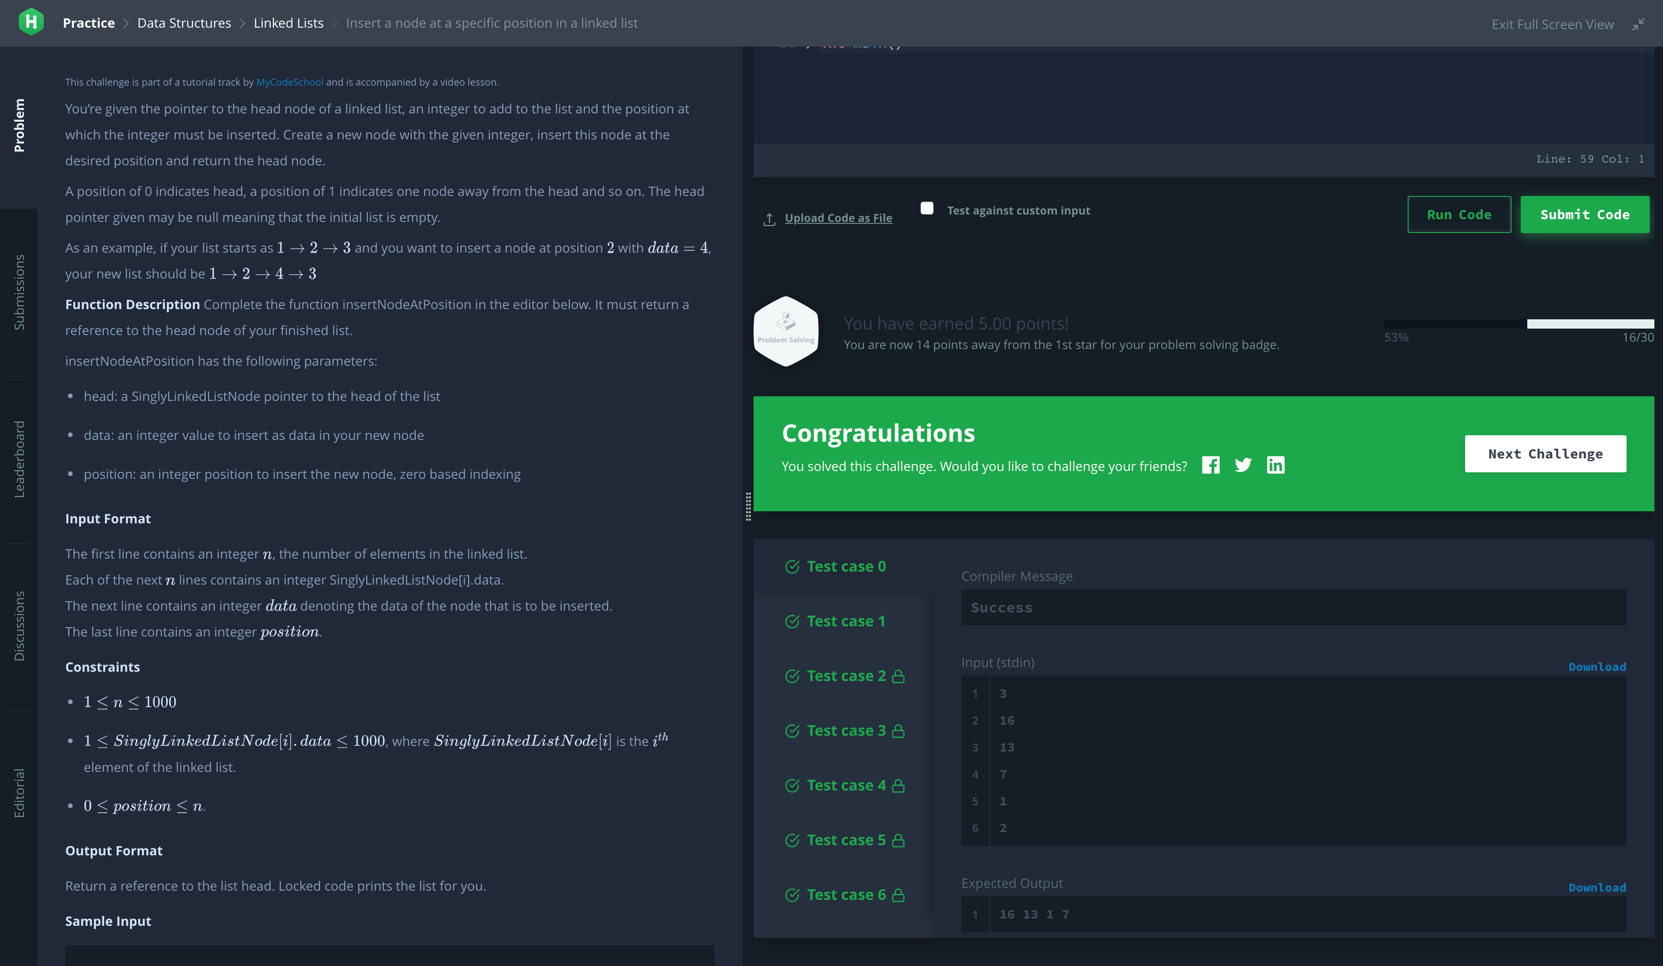 H Practice > Data Structures > Linked Lists > Insert a node at a specific position in a linked list
Exit Full Screen View
Problem
Submissions
Leaderboard
Discussions
Editorial
This challenge is part of a tutorial track by MyCodeSchool and is accompanied by a video lesson.
You’re given the pointer to the head node of a linked list, an integer to add to the list and the position at
which the integer must be inserted. Create a new node with the given integer, insert this node at the
desired position and return the head node.
A position of 0 indicates head, a position of 1 indicates one node away from the head and so on. The head
pointer given may be null meaning that the initial list is empty.
As an example, if your list starts as 1 → 2 → 3 and you want to insert a node at position 2 with data = 4,
your new list should be 1 → 2 → 4 → 3
Function Description Complete the function insertNodeAtPosition in the editor below. It must return a
reference to the head node of your finished list.
insertNodeAtPosition has the following parameters:
• head: a SinglyLinkedListNode pointer to the head of the list
• data: an integer value to insert as data in your new node
• position: an integer position to insert the new node, zero based indexing
Input Format
The first line contains an integer n, the number of elements in the linked list.
Each of the next n lines contains an integer SinglyLinkedListNode[i].data.
The next line contains an integer data denoting the data of the node that is to be inserted.
The last line contains an integer position.
Constraints
• 1 ≤ n ≤ 1000
• 1 ≤ SinglyLinkedListNode[i].data ≤ 1000, where SinglyLinkedListNode[i] is the i^th
element of the linked list.
• 0 ≤ position ≤ n.
Output Format
Return a reference to the list head. Locked code prints the list for you.
Sample Input
Line: 59 Col: 1
Upload Code as File
Test against custom input
Run Code
Submit Code
Problem Solving
You have earned 5.00 points!
You are now 14 points away from the 1st star for your problem solving badge.
53%
16/30
Congratulations
You solved this challenge. Would you like to challenge your friends?
Next Challenge
Test case 0
Test case 1
Test case 2
Test case 3
Test case 4
Test case 5
Test case 6
Compiler Message
Success
Input (stdin)
Download
1 3
2 16
3 13
4 7
5 1
6 2
Expected Output
Download
1 16 13 1 7